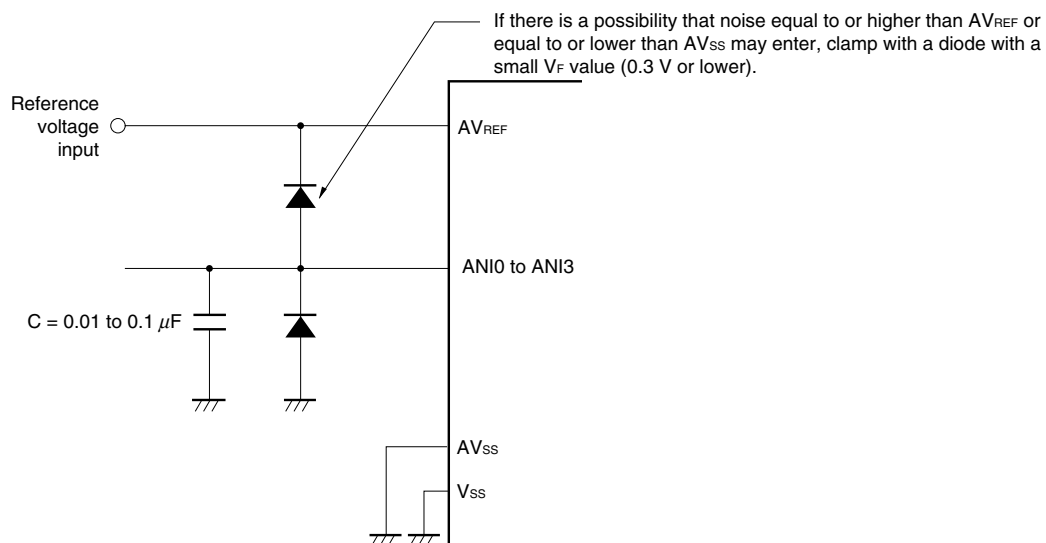 If there is a possibility that noise equal to or higher than AVREF or
equal to or lower than AVSS may enter, clamp with a diode with a
small VF value (0.3 V or lower).
Reference
voltage
input
AVREF
ANI0 to ANI3
C = 0.01 to 0.1 μF
AVSS
VSS